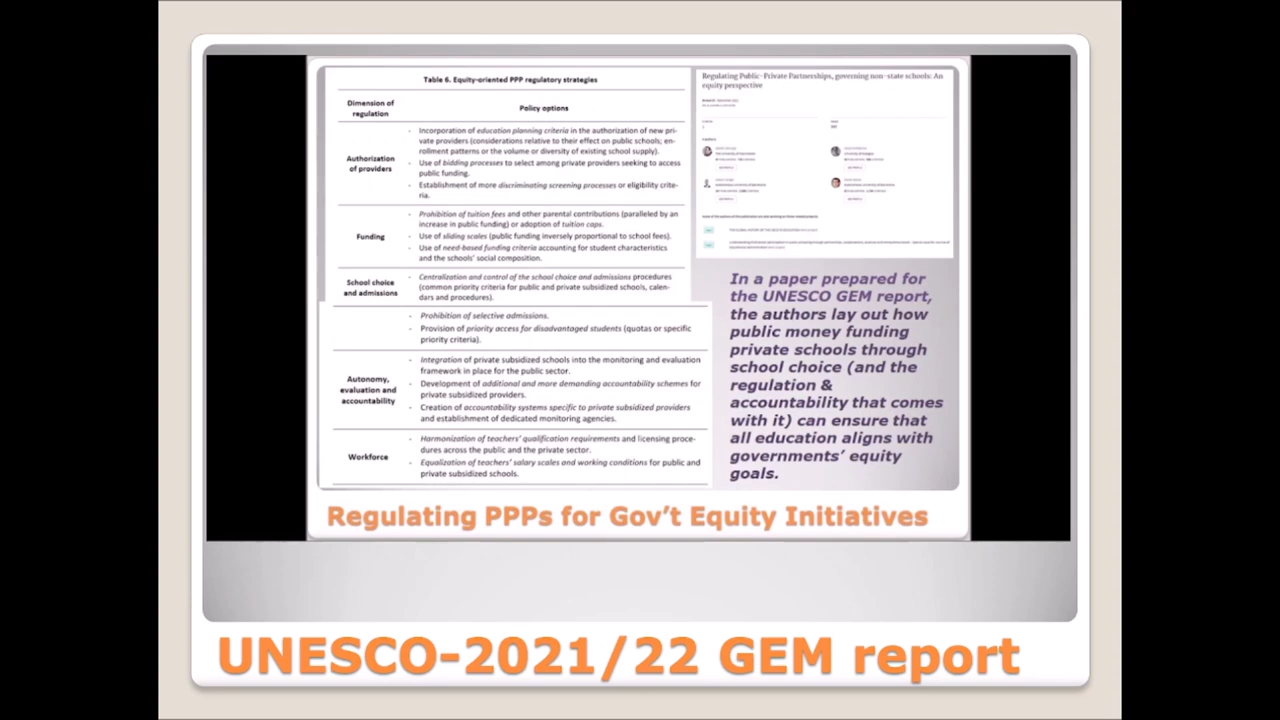 Table 6. Equity-oriented PPP regulatory strategies
Dimension of
regulation
Policy options
Authorization
of providers
- Incorporation of education planning criteria in the authorization of new pri-
vate providers (considerations relative to their effect on public schools; en-
rollment patterns or the volume or diversity of existing school supply).
- Use of bidding processes to select among private providers seeking to access
public funding.
- Establishment of more discriminating screening processes or eligibility crite-
ria.
Funding
- Prohibition of tuition fees and other parental contributions (paralleled by an
increase in public funding) or adoption of tuition caps.
- Use of sliding scales (public funding inversely proportional to school fees).
- Use of need-based funding criteria accounting for student characteristics
and the schools' social composition.
School choice
and admissions
- Centralization and control of the school choice and admissions procedures
(common priority criteria for public and private subsidized schools, calen-
dars and procedures).
- Prohibition of selective admissions.
- Provision of priority access for disadvantaged students (quotas or specific
priority criteria).
Autonomy,
evaluation and
accountability
- Integration of private subsidized schools into the monitoring and evaluation
framework in place for the public sector.
- Development of additional and more demanding accountability schemes for
private subsidized providers.
- Creation of accountability systems specific to private subsidized providers
and establishment of dedicated monitoring agencies.
Workforce
- Harmonization of teachers' qualification requirements and licensing proce-
dures across the public and the private sector.
- Equalization of teachers' salary scales and working conditions for public and
private subsidized schools.
Regulating Public-Private Partnerships, governing non-state schools: An
equity perspective
In a paper prepared for
the UNESCO GEM report,
the authors lay out how
public money funding
private schools through
school choice (and the
regulation &
accountability that comes
with it) can ensure that
all education aligns with
governments' equity
goals.
Regulating PPPs for Gov't Equity Initiatives
UNESCO-2021/22 GEM report